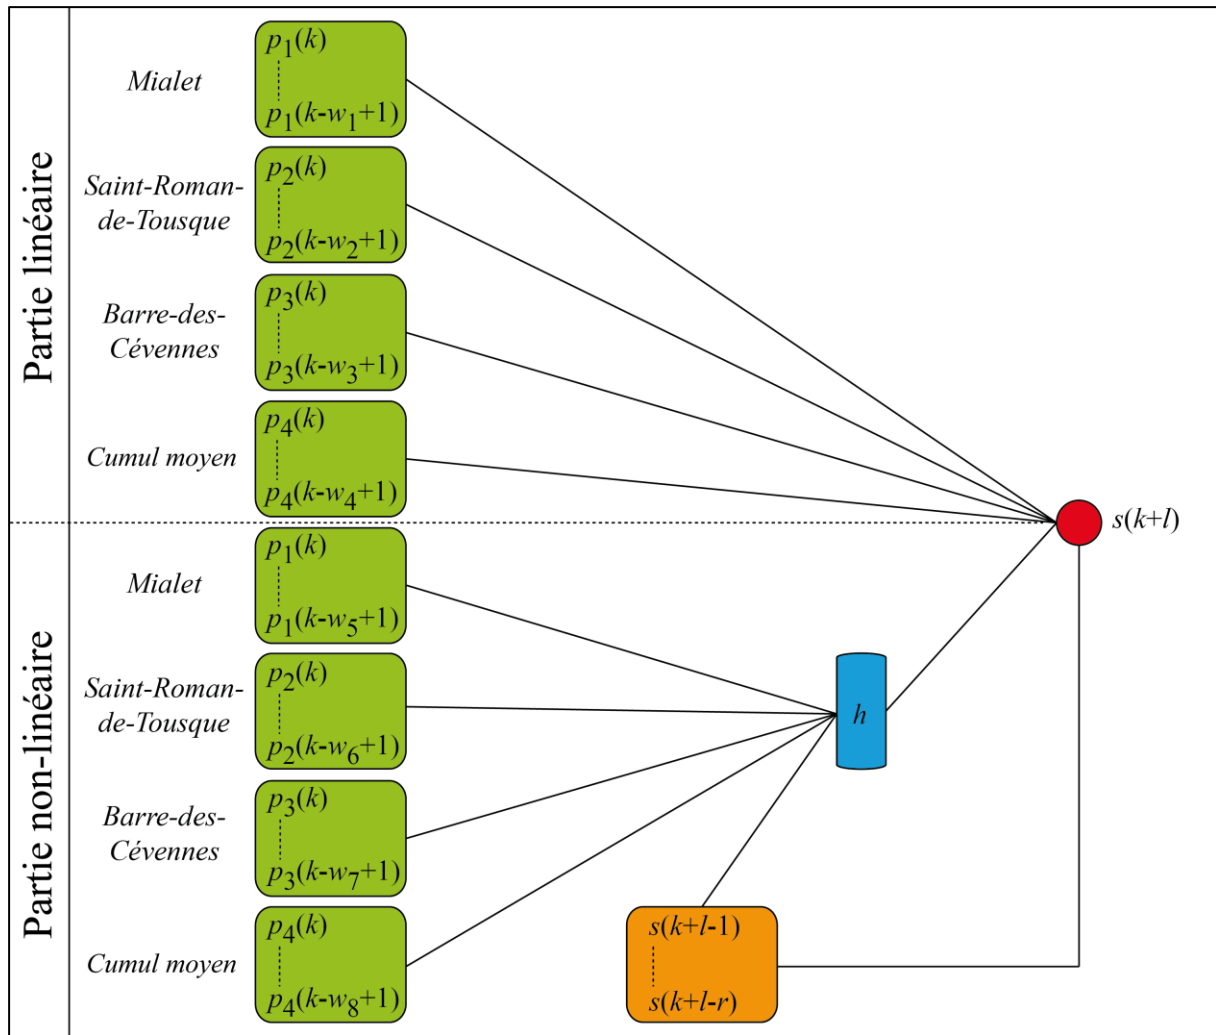 Partie linéaire
Mialet
p1(k)
p1(k-w1+1)
Saint-Roman-
de-Tousque
p2(k)
p2(k-w2+1)
Barre-des-
Cévennes
p3(k)
p3(k-w3+1)
Cumul moyen
p4(k)
p4(k-w4+1)
s(k+l)
Partie non-linéaire
Mialet
p1(k)
p1(k-w5+1)
Saint-Roman-
de-Tousque
p2(k)
p2(k-w6+1)
h
Barre-des-
Cévennes
p3(k)
p3(k-w7+1)
Cumul moyen
p4(k)
p4(k-w8+1)
s(k+l-1)
s(k+l-r)